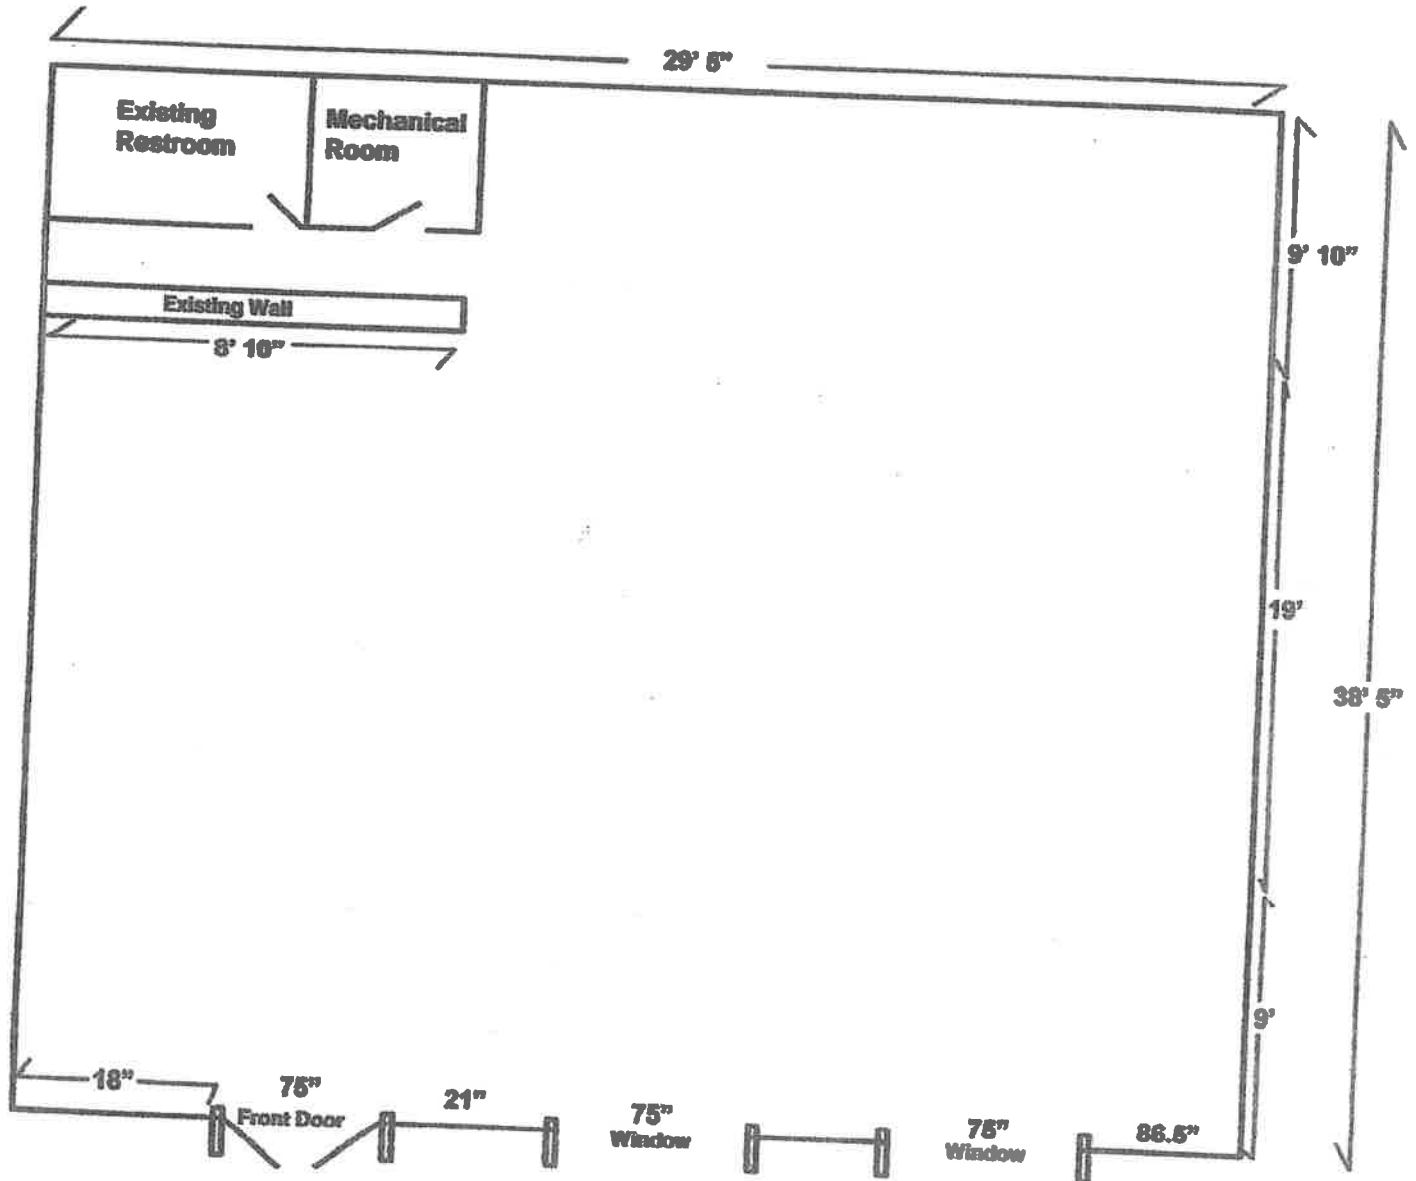 29' 5"
Existing
Restroom
Mechanical
Room
9' 10"
Existing Wall
8' 10"
19'
38' 5"
9'
18"
75"
Front Door
21"
75"
Window
75"
Window
86.5"